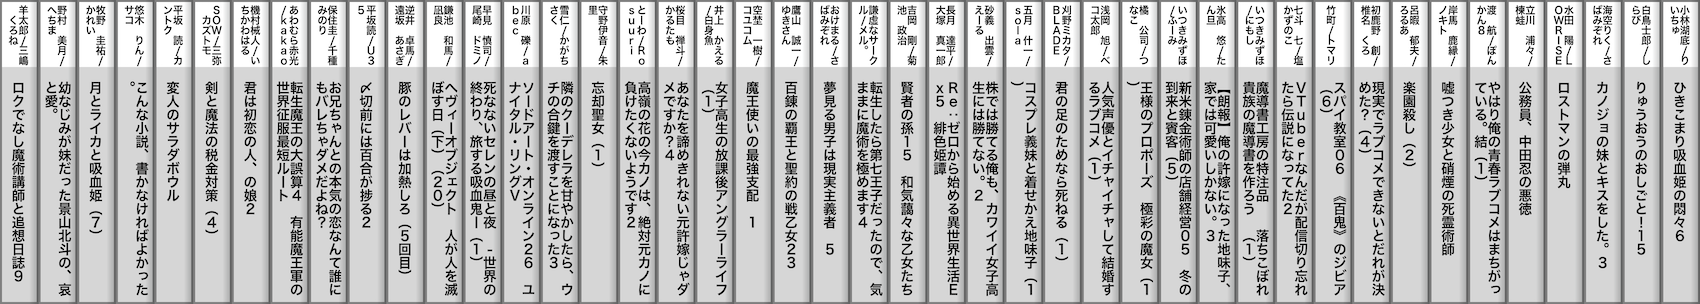 小林湖底／りいちゅ
ひきこまり吸血姫の悶々６
白鳥士郎／しらび
りゅうおうのおしごと！１５
海空りく／さばみぞれ
カノジョの妹とキスをした。３
水田　陽／ＬＯＷＲＩＳＥ
ロストマンの弾丸
立川　浦々／楝蛙
公務員、中田忍の悪徳
渡　航／ぽんかん８
やはり俺の青春ラブコメはまちがっている。結（１）
岸馬　鹿縁／ノキト
嘘つき少女と硝煙の死霊術師
呂暇　郁夫／ろるあ
楽園殺し（２）
初鹿野　創／椎名　くろ
現実でラブコメできないとだれが決めた？（４）
竹町／トマリ
スパイ教室０６　《百鬼》のジビア（６）
七斗　七／塩かずのこ
ＶＴｕｂｅｒなんだが配信切り忘れたら伝説になってた２
いつきみずほ／にもし
魔導書工房の特注品　落ちこぼれ貴族の魔導書を作ろう　（１）
氷高　悠／たん旦
【朗報】俺の許嫁になった地味子、家では可愛いしかない。３
いつきみずほ／ふーみ
新米錬金術師の店舗経営０５　冬の到来と賓客（５）
橘　公司／つなこ
王様のプロポーズ　極彩の魔女（１）
浅岡　旭／ベコ太郎
人気声優とイチャイチャして結婚するラブコメ（１）
刈野ミカタ／ＢＬＡＤＥ
君の足のためなら死ねる（１）
五月　什一／ｓｏｌａ
コスプレ義妹と着せかえ地味子（１）
砂義　出雲／えーる
株では勝てる俺も、カワイイ女子高生には勝てない。２
長月　達平／大塚　真一郎
Ｒｅ：ゼロから始める異世界生活Ｅｘ５　緋色姫譚
吉岡　剛／菊池　政治
賢者の孫１５　和気藹々な乙女たち
謙虚なサークル／メル。
転生したら第七王子だったので、気ままに魔術を極めます４
おけまる／さばみぞれ
夢見る男子は現実主義者　５
鷹山　誠一／ゆきさん
百錬の覇王と聖約の戦乙女２３
空埜　一樹／コユコム
魔王使いの最強支配　１
井上　かえる／白身魚
女子高生の放課後アングラーライフ（１）
桜目　禅斗／かるたも
あなたを諦めきれない元許嫁じゃダメですか？４
とーわ／Ｒｏｓｕｕｒｉ
高嶺の花の今カノは、絶対元カノに負けたくないようです２
守野伊音／朱里
忘却聖女（１）
雪仁／かがちさく
隣のクーデレラを甘やかしたら、ウチの合鍵を渡すことになった３
川原　礫／ａｂｅｃ
ソードアート・オンライン２６　ユナイタル・リングⅤ
早見　慎司／尾崎　ドミノ
死なないセレンの昼と夜　－世界の終わり、旅する吸血鬼－（１）
鎌池　和馬／凪良
ヘヴィーオブジェクト　人が人を滅ぼす日（下）（２０）
逆井　卓馬／遠坂　あさぎ
豚のレバーは加熱しろ（５回目）
平坂読／Ｕ３５
〆切前には百合が捗る２
保住圭／千種みのり
お兄ちゃんとの本気の恋なんて誰にもバレちゃダメだよね？
あわむら赤光／ｋａｋａｏ
転生魔王の大誤算４　有能魔王軍の世界征服最短ルート
機村械人／いちかわはる
君は初恋の人、の娘２
ＳＯＷ／三弥カズトモ
剣と魔法の税金対策（４）
平坂　読／カントク
変人のサラダボウル
悠木　りん／サコ
こんな小説、書かなければよかった。
牧野　圭祐／かれい
月とライカと吸血姫（７）
野村　美月／へちま
幼なじみが妹だった景山北斗の、哀と愛。
羊太郎／三嶋くろね
ロクでなし魔術講師と追想日誌９